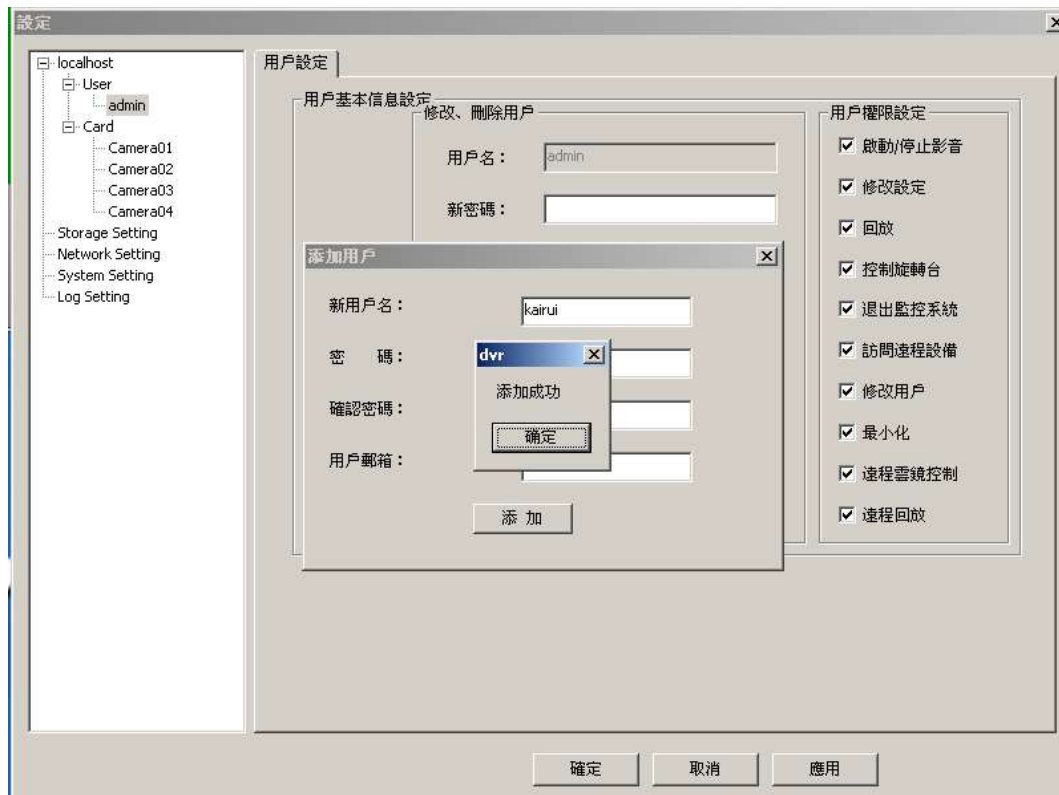 設定
localhost
User
admin
Card
Camera01
Camera02
Camera03
Camera04
Storage Setting
Network Setting
System Setting
Log Setting
用戶設定
用戶基本信息設定
修改、刪除用戶
用戶名：
admin
新密碼：
添加用戶
新用戶名：
kairui
密 碼：
確認密碼：
用戶郵箱：
添 加
dvr
添加成功
确定
用戶權限設定
啟動/停止影音
修改設定
回放
控制旋轉台
退出監控系統
訪問遠程設備
修改用戶
最小化
遠程雲鏡控制
遠程回放
確定
取消
應用